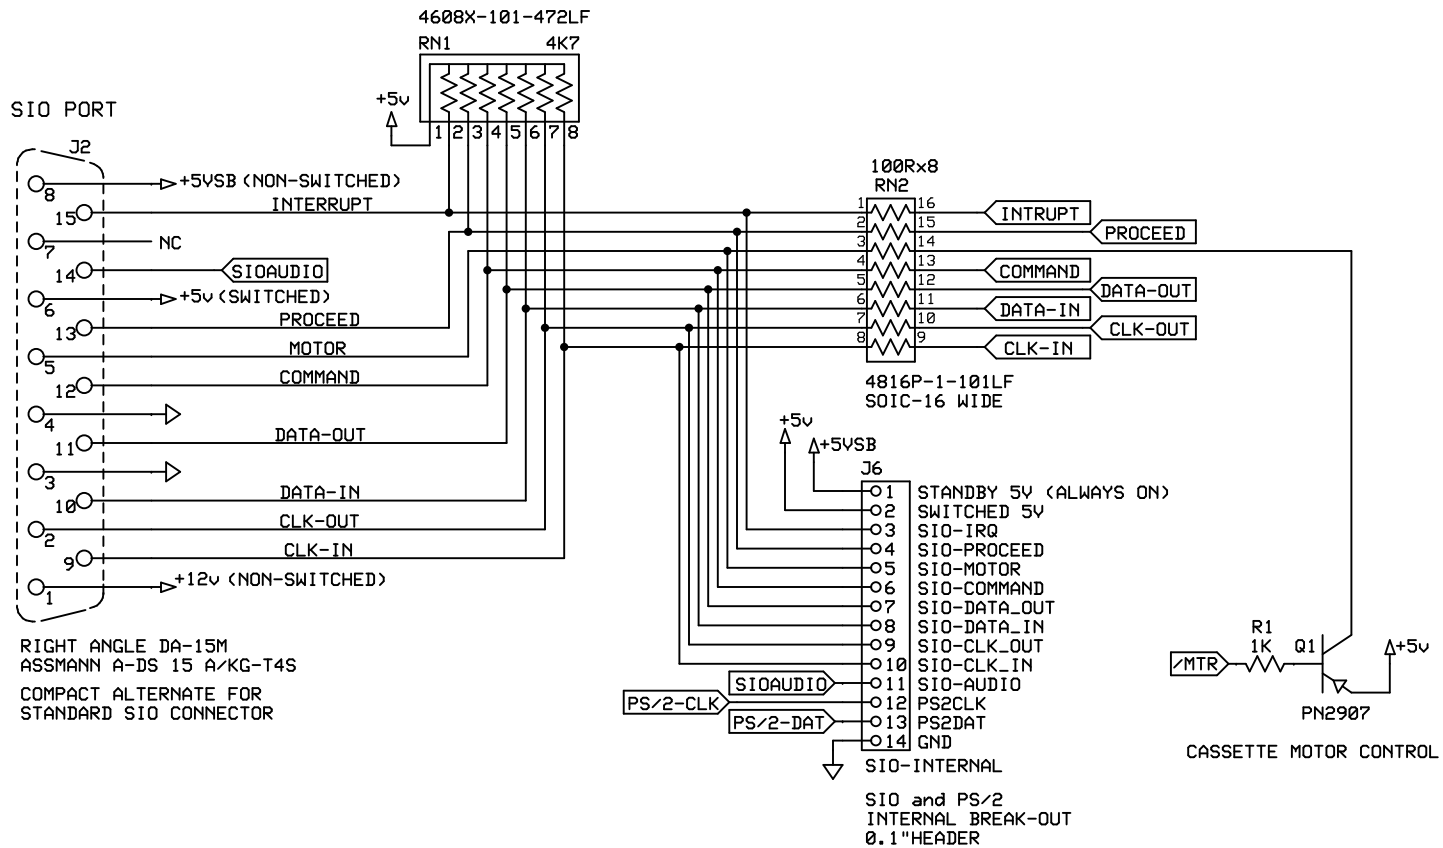 4608X-101-472LF
RN1 4K7
+5v
1 2 3 4 5 6 7 8
SIO PORT
J2
8 +5VSB (NON-SWITCHED)
15 INTERRUPT
7 NC
14 SIOAUDIO
6 +5v (SWITCHED)
13 PROCEED
5 MOTOR
12 COMMAND
4
11 DATA-OUT
3
10 DATA-IN
2 CLK-OUT
9 CLK-IN
1 +12v (NON-SWITCHED)
RIGHT ANGLE DA-15M
ASSMANN A-DS 15 A/KG-T4S
COMPACT ALTERNATE FOR
STANDARD SIO CONNECTOR
100Rx8
RN2
1 16 INTRUPT
2 15 PROCEED
3 14
4 13 COMMAND
5 12 DATA-OUT
6 11 DATA-IN
7 10 CLK-OUT
8 9 CLK-IN
4816P-1-101LF
SOIC-16 WIDE
+5v
+5VSB
J6
1 STANDBY 5V (ALWAYS ON)
2 SWITCHED 5V
3 SIO-IRQ
4 SIO-PROCEED
5 SIO-MOTOR
6 SIO-COMMAND
7 SIO-DATA_OUT
8 SIO-DATA_IN
9 SIO-CLK_OUT
10 SIO-CLK_IN
SIOAUDIO 11 SIO-AUDIO
PS/2-CLK 12 PS2CLK
PS/2-DAT 13 PS2DAT
14 GND
SIO-INTERNAL
SIO and PS/2
INTERNAL BREAK-OUT
0.1"HEADER
/MTR
R1
1K
Q1
+5v
PN2907
CASSETTE MOTOR CONTROL